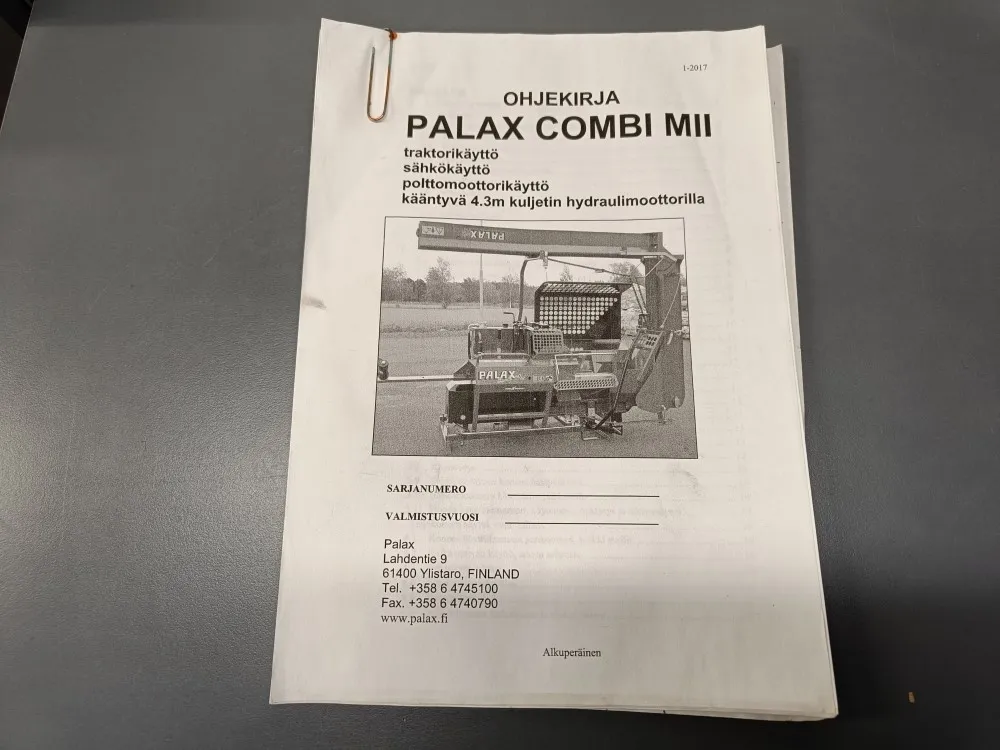 1-2017
OHJEKIRJA
PALAX COMBI MII
traktorikäyttö
sähkökäyttö
polttomoottorikäyttö
kääntyvä 4.3m kuljetin hydraulimoottorilla
PALAX
PALAX
SARJANUMERO
VALMISTUSVUOSI
Palax
Lahdentie 9
61400 Ylistaro, FINLAND
Tel. +358 6 4745100
Fax. +358 6 4740790
www.palax.fi
Alkuperäinen